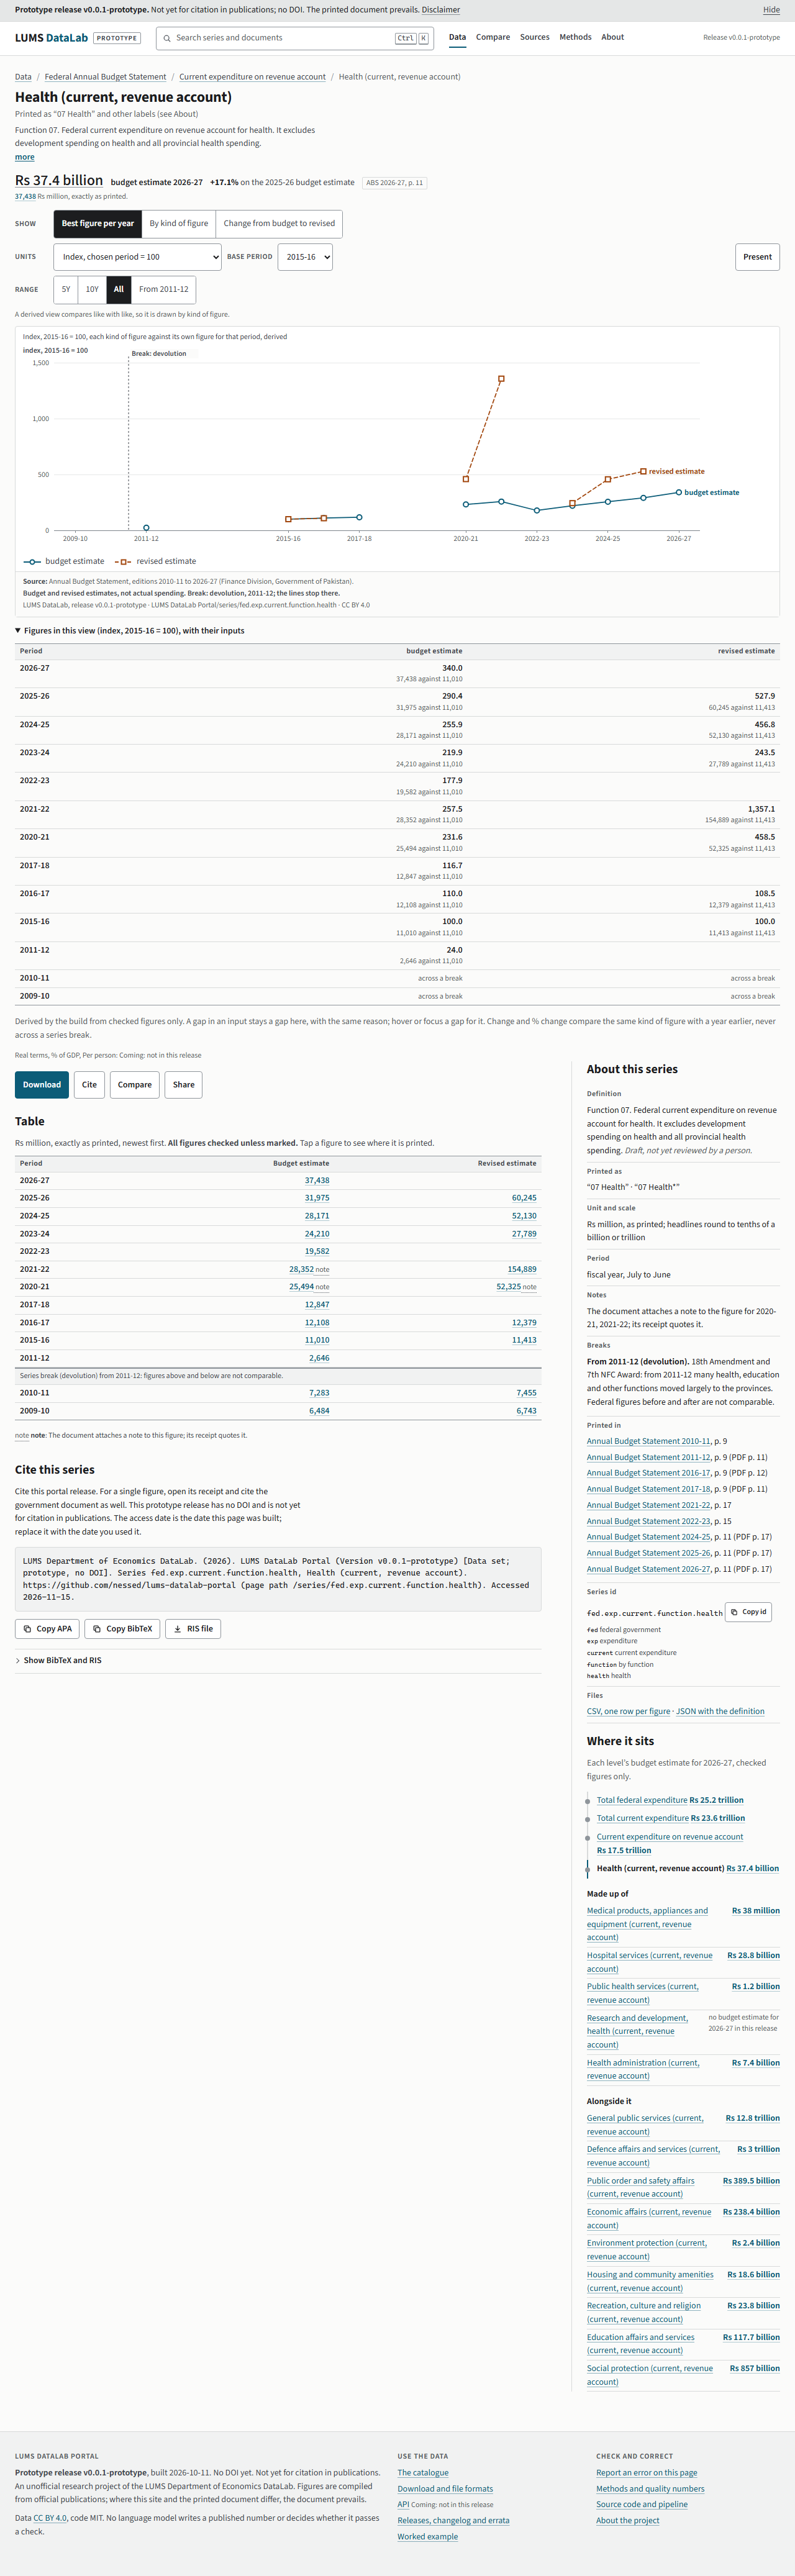 Prototype release v0.0.1-prototype. Not yet for citation in publications; no DOI. The printed document prevails. Disclaimer
Hide
LUMS DataLab PROTOTYPE
Search series and documents
Ctrl K
Data Compare Sources Methods About
Release v0.0.1-prototype
Data / Federal Annual Budget Statement / Current expenditure on revenue account / Health (current, revenue account)
Health (current, revenue account)
Printed as “07 Health” and other labels (see About)
Function 07. Federal current expenditure on revenue account for health. It excludes
development spending on health and all provincial health spending.
more
Rs 37.4 billion budget estimate 2026-27 +17.1% on the 2025-26 budget estimate ABS 2026-27, p. 11
37,438 Rs million, exactly as printed.
SHOW Best figure per year By kind of figure Change from budget to revised
UNITS Index, chosen period = 100 BASE PERIOD 2015-16 Present
RANGE 5Y 10Y All From 2011-12
A derived view compares like with like, so it is drawn by kind of figure.
Index, 2015-16 = 100, each kind of figure against its own figure for that period, derived
index, 2015-16 = 100
Break: devolution
1,500
1,000
500
0
revised estimate
budget estimate
2009-10 2011-12 2015-16 2017-18 2020-21 2022-23 2024-25 2026-27
budget estimate revised estimate
Source: Annual Budget Statement, editions 2010-11 to 2026-27 (Finance Division, Government of Pakistan).
Budget and revised estimates, not actual spending. Break: devolution, 2011-12; the lines stop there.
LUMS DataLab, release v0.0.1-prototype · LUMS DataLab Portal/series/fed.exp.current.function.health · CC BY 4.0
Figures in this view (index, 2015-16 = 100), with their inputs
Period budget estimate revised estimate
2026-27 340.0
37,438 against 11,010
2025-26 290.4 527.9
31,975 against 11,010 60,245 against 11,413
2024-25 255.9 456.8
28,171 against 11,010 52,130 against 11,413
2023-24 219.9 243.5
24,210 against 11,010 27,789 against 11,413
2022-23 177.9
19,582 against 11,010
2021-22 257.5 1,357.1
28,352 against 11,010 154,889 against 11,413
2020-21 231.6 458.5
25,494 against 11,010 52,325 against 11,413
2017-18 116.7
12,847 against 11,010
2016-17 110.0 108.5
12,108 against 11,010 12,379 against 11,413
2015-16 100.0 100.0
11,010 against 11,010 11,413 against 11,413
2011-12 24.0
2,646 against 11,010
2010-11 across a break across a break
2009-10 across a break across a break
Derived by the build from checked figures only. A gap in an input stays a gap here, with the same reason; hover or focus a gap for it. Change and % change compare the same kind of figure with a year earlier, never
across a series break.
Real terms, % of GDP, Per person: Coming: not in this release
Download Cite Compare Share
Table
Rs million, exactly as printed, newest first. All figures checked unless marked. Tap a figure to see where it is printed.
Period Budget estimate Revised estimate
2026-27 37,438
2025-26 31,975 60,245
2024-25 28,171 52,130
2023-24 24,210 27,789
2022-23 19,582
2021-22 28,352 note 154,889
2020-21 25,494 note 52,325 note
2017-18 12,847
2016-17 12,108 12,379
2015-16 11,010 11,413
2011-12 2,646
Series break (devolution) from 2011-12: figures above and below are not comparable.
2010-11 7,283 7,455
2009-10 6,484 6,743
note note: The document attaches a note to this figure; its receipt quotes it.
Cite this series
Cite this portal release. For a single figure, open its receipt and cite the
government document as well. This prototype release has no DOI and is not yet
for citation in publications. The access date is the date this page was built;
replace it with the date you used it.
LUMS Department of Economics DataLab. (2026). LUMS DataLab Portal (Version v0.0.1-prototype) [Data set;
prototype, no DOI]. Series fed.exp.current.function.health, Health (current, revenue account).
https://github.com/nessed/lums-datalab-portal (page path /series/fed.exp.current.function.health). Accessed
2026-11-15.
Copy APA Copy BibTeX RIS file
Show BibTeX and RIS
About this series
Definition
Function 07. Federal current expenditure on revenue
account for health. It excludes development
spending on health and all provincial health
spending. Draft, not yet reviewed by a person.
Printed as
“07 Health” · “07 Health*”
Unit and scale
Rs million, as printed; headlines round to tenths of a
billion or trillion
Period
fiscal year, July to June
Notes
The document attaches a note to the figure for 2020-
21, 2021-22; its receipt quotes it.
Breaks
From 2011-12 (devolution). 18th Amendment and
7th NFC Award: from 2011-12 many health, education
and other functions moved largely to the provinces.
Federal figures before and after are not comparable.
Printed in
Annual Budget Statement 2010-11, p. 9
Annual Budget Statement 2011-12, p. 9 (PDF p. 11)
Annual Budget Statement 2016-17, p. 9 (PDF p. 12)
Annual Budget Statement 2017-18, p. 9 (PDF p. 11)
Annual Budget Statement 2021-22, p. 17
Annual Budget Statement 2022-23, p. 15
Annual Budget Statement 2024-25, p. 11 (PDF p. 17)
Annual Budget Statement 2025-26, p. 11 (PDF p. 17)
Annual Budget Statement 2026-27, p. 11 (PDF p. 17)
Series id
fed.exp.current.function.health Copy id
fed federal government
exp expenditure
current current expenditure
function by function
health health
Files
CSV, one row per figure · JSON with the definition
Where it sits
Each level's budget estimate for 2026-27, checked
figures only.
Total federal expenditure Rs 25.2 trillion
Total current expenditure Rs 23.6 trillion
Current expenditure on revenue account
Rs 17.5 trillion
Health (current, revenue account) Rs 37.4 billion
Made up of
Medical products, appliances and Rs 38 million
equipment (current, revenue
account)
Hospital services (current, revenue Rs 28.8 billion
account)
Public health services (current, Rs 1.2 billion
revenue account)
Research and development, no budget estimate for
health (current, revenue 2026-27 in this release
account)
Health administration (current, Rs 7.4 billion
revenue account)
Alongside it
General public services (current, Rs 12.8 trillion
revenue account)
Defence affairs and services (current, Rs 3 trillion
revenue account)
Public order and safety affairs Rs 389.5 billion
(current, revenue account)
Economic affairs (current, revenue Rs 238.4 billion
account)
Environment protection (current, Rs 2.4 billion
revenue account)
Housing and community amenities Rs 18.6 billion
(current, revenue account)
Recreation, culture and religion Rs 23.8 billion
(current, revenue account)
Education affairs and services Rs 117.7 billion
(current, revenue account)
Social protection (current, revenue Rs 857 billion
account)
LUMS DATALAB PORTAL
Prototype release v0.0.1-prototype, built 2026-10-11. No DOI yet. Not yet for citation in publications.
An unofficial research project of the LUMS Department of Economics DataLab. Figures are compiled
from official publications; where this site and the printed document differ, the document prevails.
Data CC BY 4.0, code MIT. No language model writes a published number or decides whether it passes
a check.
USE THE DATA
The catalogue
Download and file formats
API Coming: not in this release
Releases, changelog and errata
Worked example
CHECK AND CORRECT
Report an error on this page
Methods and quality numbers
Source code and pipeline
About the project